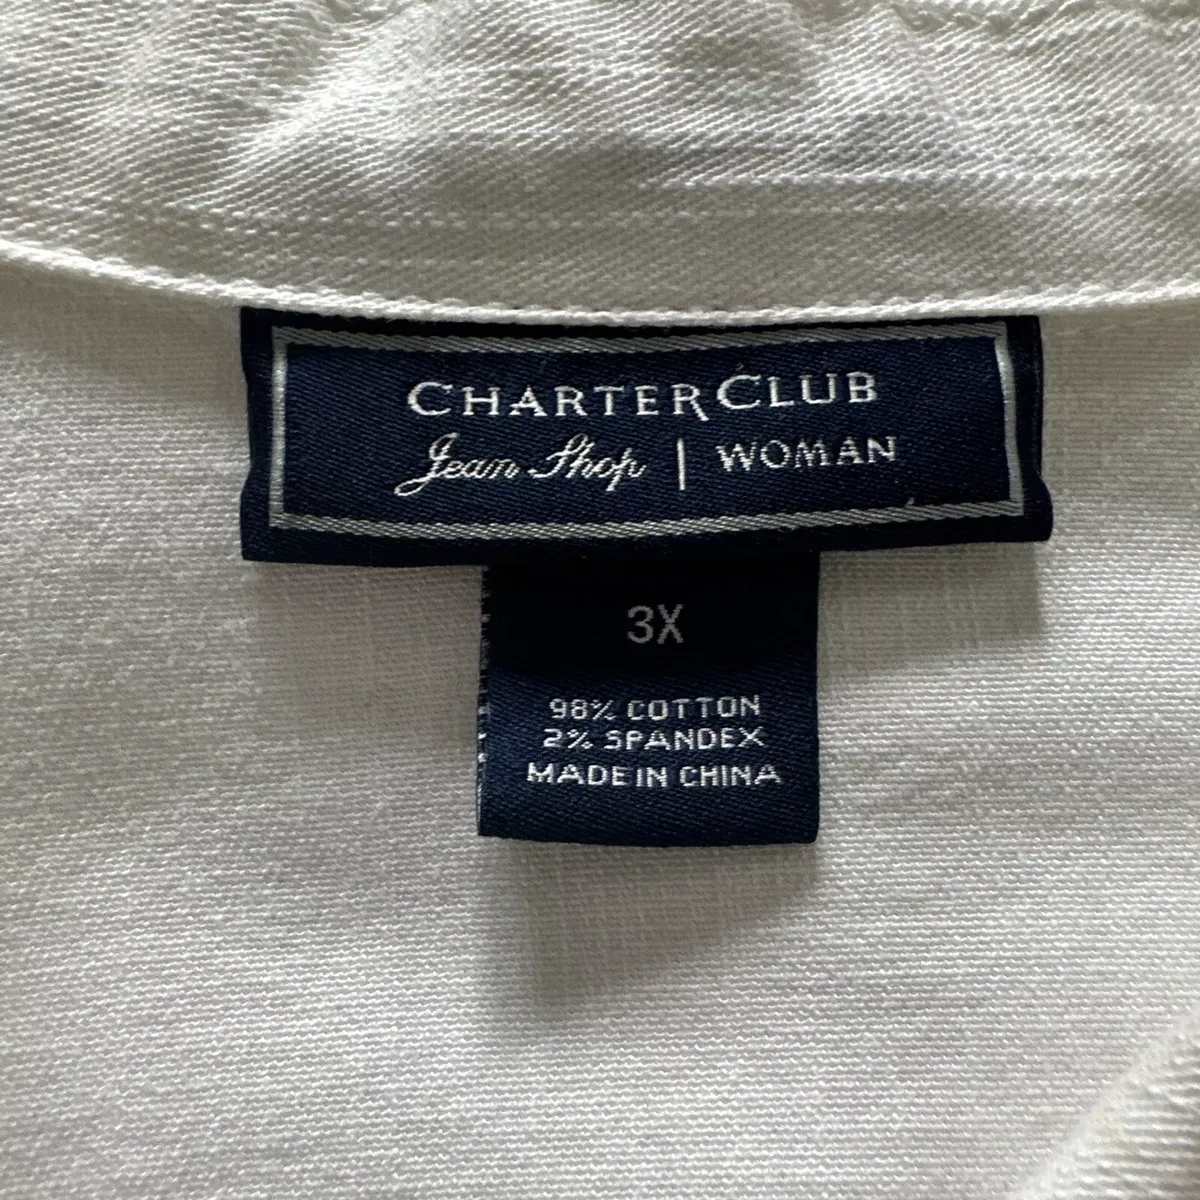 CHARTER CLUB
Jean Shop | WOMAN
3X
98% COTTON
2% SPANDEX
MADE IN CHINA